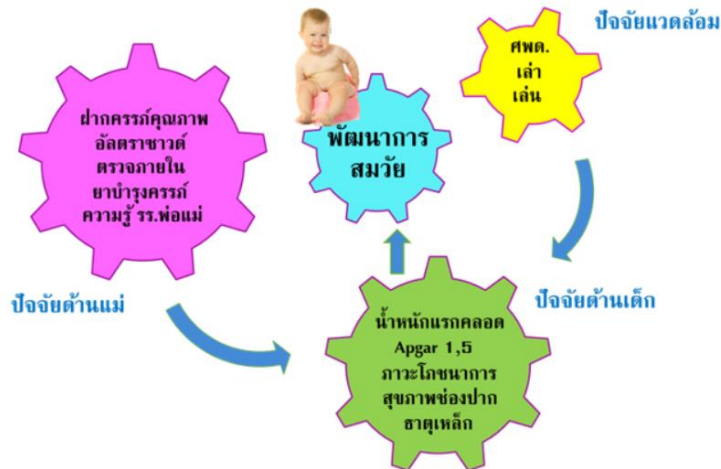 ปัจจัยแวดล้อม
ศพด.
เล่า
เล่น
ฝากครรภ์คุณภาพ
อัลตราซาวด์
ตรวจภายใน
ยาบำรุงครรภ์
ความรู้ รร.พ่อแม่
พัฒนาการ
สมวัย
ปัจจัยด้านแม่
ปัจจัยด้านเด็ก
น้ำหนักแรกคลอด
Apgar 1,5
ภาวะโภชนาการ
สุขภาพช่องปาก
ธาตุเหล็ก